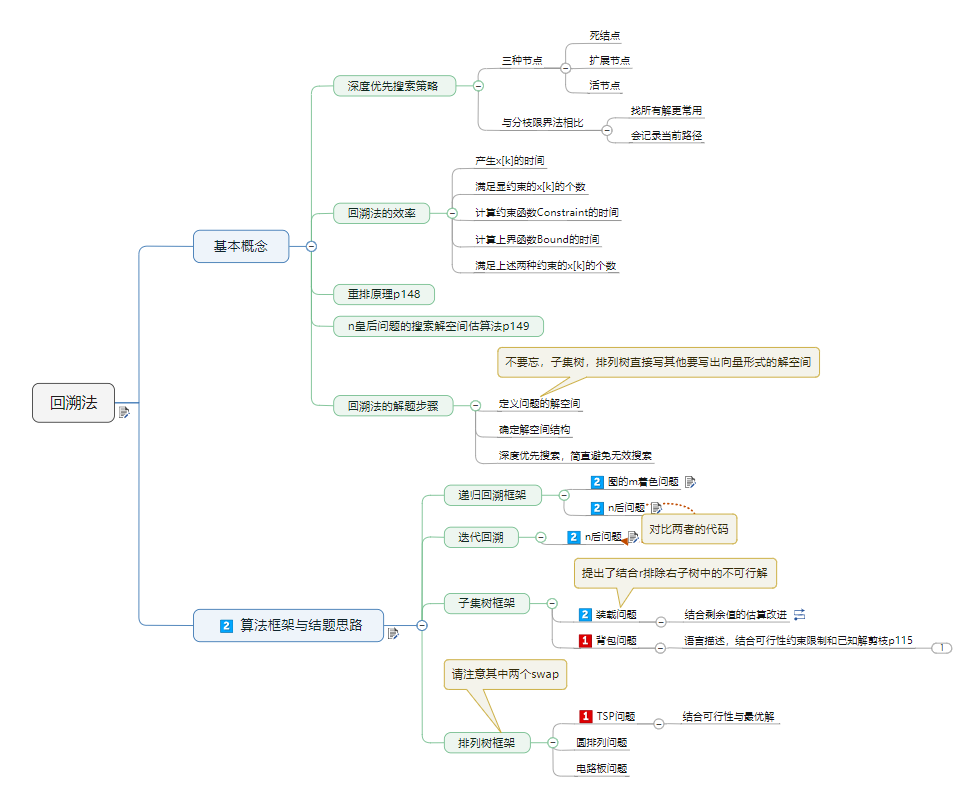 回溯法
基本概念
深度优先搜索策略
三种节点
死结点
扩展节点
活节点
与分枝限界法相比
找所有解更常用
会记录当前路径
回溯法的效率
产生x[k]的时间
满足显约束的x[k]的个数
计算约束函数Constraint的时间
计算上界函数Bound的时间
满足上述两种约束的x[k]的个数
重排原理p148
n皇后问题的搜索解空间估算法p149
回溯法的解题步骤
不要忘，子集树，排列树直接写其他要写出向量形式的解空间
定义问题的解空间
确定解空间结构
深度优先搜索，简直避免无效搜索
2 算法框架与结题思路
递归回溯框架
2 图的m着色问题
2 n后问题
对比两者的代码
迭代回溯
2 n后问题
子集树框架
提出了结合r排除右子树中的不可行解
2 装载问题
结合剩余值的估算改进
1 背包问题
语言描述，结合可行性约束限制和已知解剪枝p115
1
请注意其中两个swap
排列树框架
1 TSP问题
结合可行性与最优解
圆排列问题
电路板问题